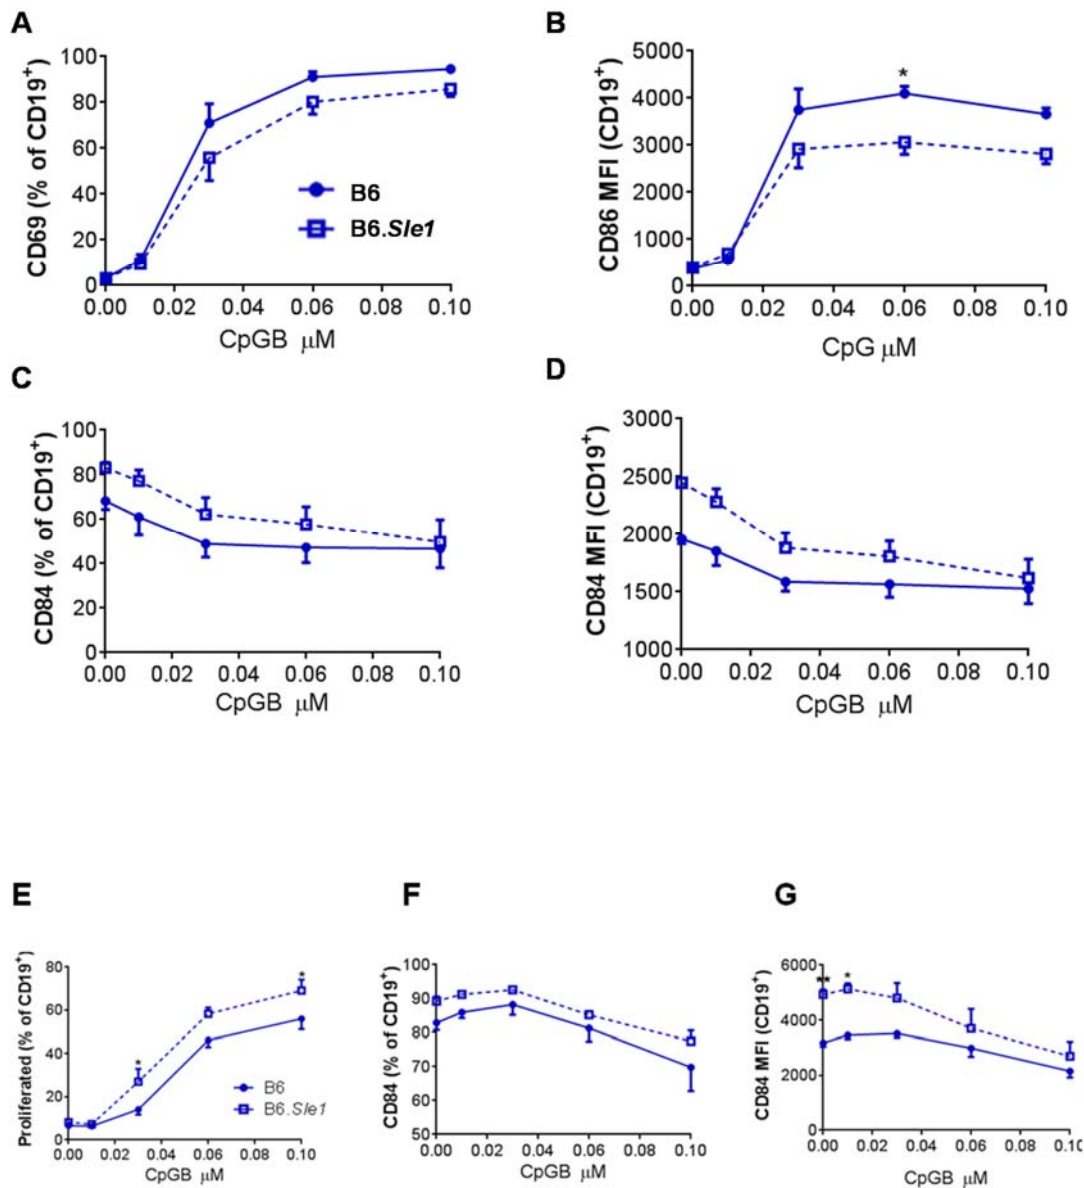 A
100
80
60
40
20
0
CD69 (% of CD19+)
B6
B6.Sle1
0.00 0.02 0.04 0.06 0.08 0.10
CpGB μM
B
5000
4000
3000
2000
1000
0
CD86 MFI (CD19+)
*
0.00 0.02 0.04 0.06 0.08 0.10
CpG μM
C
100
80
60
40
20
0
CD84 (% of CD19+)
0.00 0.02 0.04 0.06 0.08 0.10
CpGB μM
D
3000
2500
2000
1500
1000
CD84 MFI (CD19+)
0.00 0.02 0.04 0.06 0.08 0.10
CpGB μM
E
80
60
40
20
0
Proliferated (% of CD19+)
*
*
B6
B6.Sle1
0.00 0.02 0.04 0.06 0.08 0.10
CpGB μM
F
100
90
80
70
60
50
CD84 (% of CD19+)
0.00 0.02 0.04 0.06 0.08 0.10
CpGB μM
G
6000
4000
2000
0
CD84 MFI (CD19+)
** *
0.00 0.02 0.04 0.06 0.08 0.10
CpGB μM